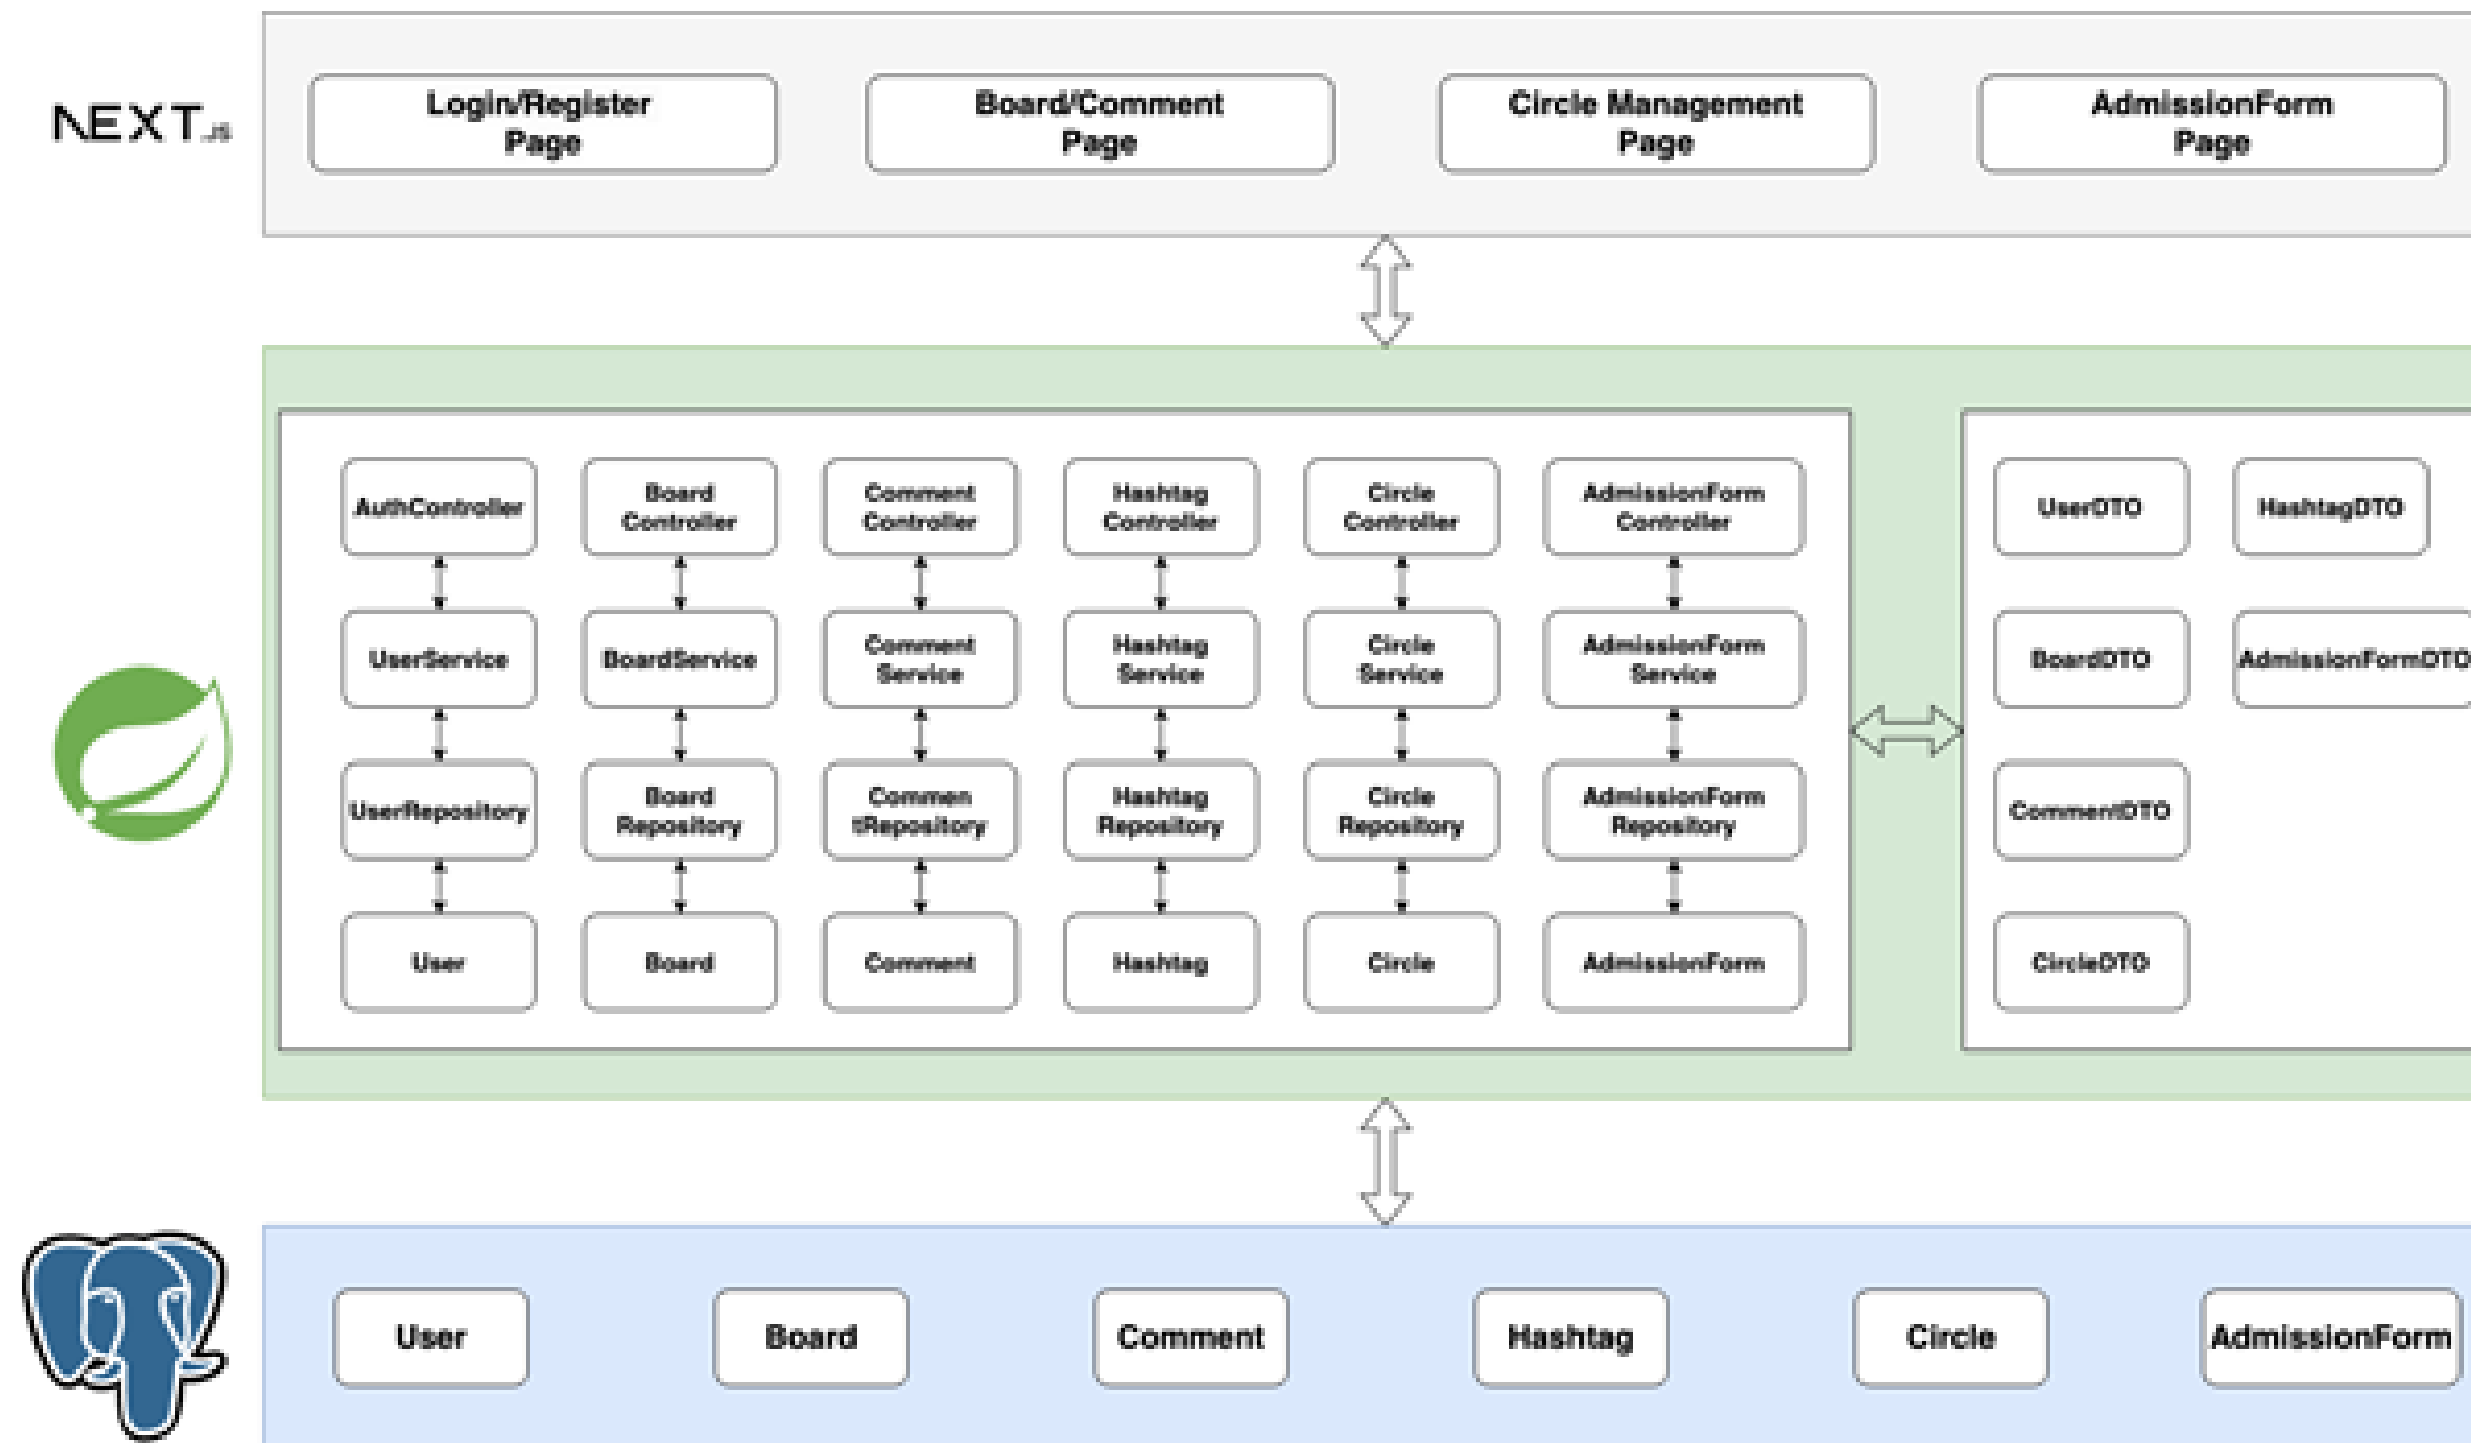 NEXT.JS
Login/Register
Page
Board/Comment
Page
Circle Management
Page
AdmissionForm
Page
AuthController
Board
Controller
Comment
Controller
Hashtag
Controller
Circle
Controller
AdmissionForm
Controller
UserDTO
HashtagDTO
UserService
BoardService
Comment
Service
Hashtag
Service
Circle
Service
AdmissionForm
Service
BoardDTO
AdmissionFormDTO
UserRepository
Board
Repository
Commen
tRepository
Hashtag
Repository
Circle
Repository
AdmissionForm
Repository
CommentDTO
User
Board
Comment
Hashtag
Circle
AdmissionForm
CircleDTO
User
Board
Comment
Hashtag
Circle
AdmissionForm